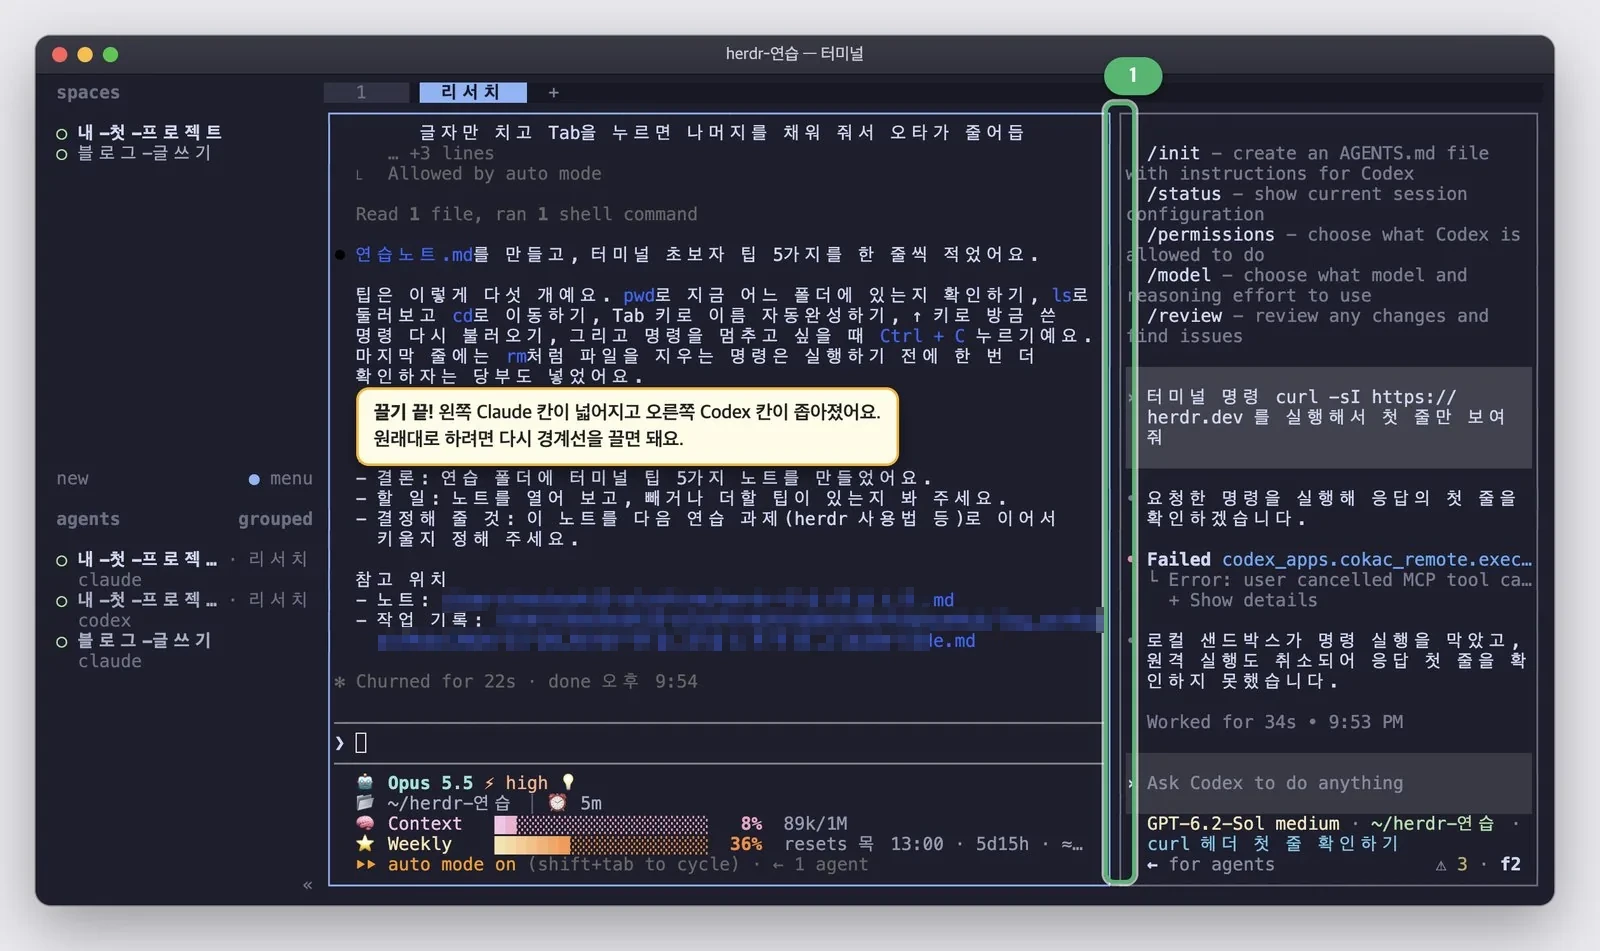 herdr-연습 — 터미널
1
spaces
내-첫-프로젝트
블로그-글쓰기
1 리서치 +
글자만 치고 Tab을 누르면 나머지를 채워 줘서 오타가 줄어듭
… +3 lines
└ Allowed by auto mode
Read 1 file, ran 1 shell command
● 연습노트.md를 만들고, 터미널 초보자 팁 5가지를 한 줄씩 적었어요.
팁은 이렇게 다섯 개예요. pwd로 지금 어느 폴더에 있는지 확인하기, ls로
둘러보고 cd로 이동하기, Tab 키로 이름 자동완성하기, ↑ 키로 방금 쓴
명령 다시 불러오기, 그리고 명령을 멈추고 싶을 때 Ctrl + C 누르기예요.
마지막 줄에는 rm처럼 파일을 지우는 명령은 실행하기 전에 한 번 더
확인하자는 당부도 넣었어요.
끌기 끝! 왼쪽 Claude 칸이 넓어지고 오른쪽 Codex 칸이 좁아졌어요.
원래대로 하려면 다시 경계선을 끌면 돼요.
- 결론: 연습 폴더에 터미널 팁 5가지 노트를 만들었어요.
- 할 일: 노트를 열어 보고, 빼거나 더할 팁이 있는지 봐 주세요.
- 결정해 줄 것: 이 노트를 다음 연습 과제(herdr 사용법 등)로 이어서
키울지 정해 주세요.
참고 위치
- 노트: .md
- 작업 기록:
le.md
✻ Churned for 22s · done 오후 9:54
❯
Opus 5.5 ⚡ high 💡
~/herdr-연습 │ ⏰ 5m
Context 8% 89k/1M
Weekly 36% resets 목 13:00 · 5d15h · ≈…
▸▸ auto mode on (shift+tab to cycle) · ← 1 agent
/init – create an AGENTS.md file
with instructions for Codex
/status – show current session
configuration
/permissions – choose what Codex is
allowed to do
/model – choose what model and
reasoning effort to use
/review – review any changes and
find issues
› 터미널 명령 curl -sI https://
herdr.dev 를 실행해서 첫 줄만 보여
줘
• 요청한 명령을 실행해 응답의 첫 줄을
확인하겠습니다.
• Failed codex_apps.cokac_remote.exec…
└ Error: user cancelled MCP tool ca…
+ Show details
• 로컬 샌드박스가 명령 실행을 막았고,
원격 실행도 취소되어 응답 첫 줄을 확
인하지 못했습니다.
Worked for 34s • 9:53 PM
› Ask Codex to do anything
GPT-6.2-Sol medium · ~/herdr-연습 ·
curl 헤더 첫 줄 확인하기
← for agents ⚠ 3 · f2
new ● menu
agents grouped
내-첫-프로젝… · 리서치
claude
내-첫-프로젝… · 리서치
codex
블로그-글쓰기
claude
«